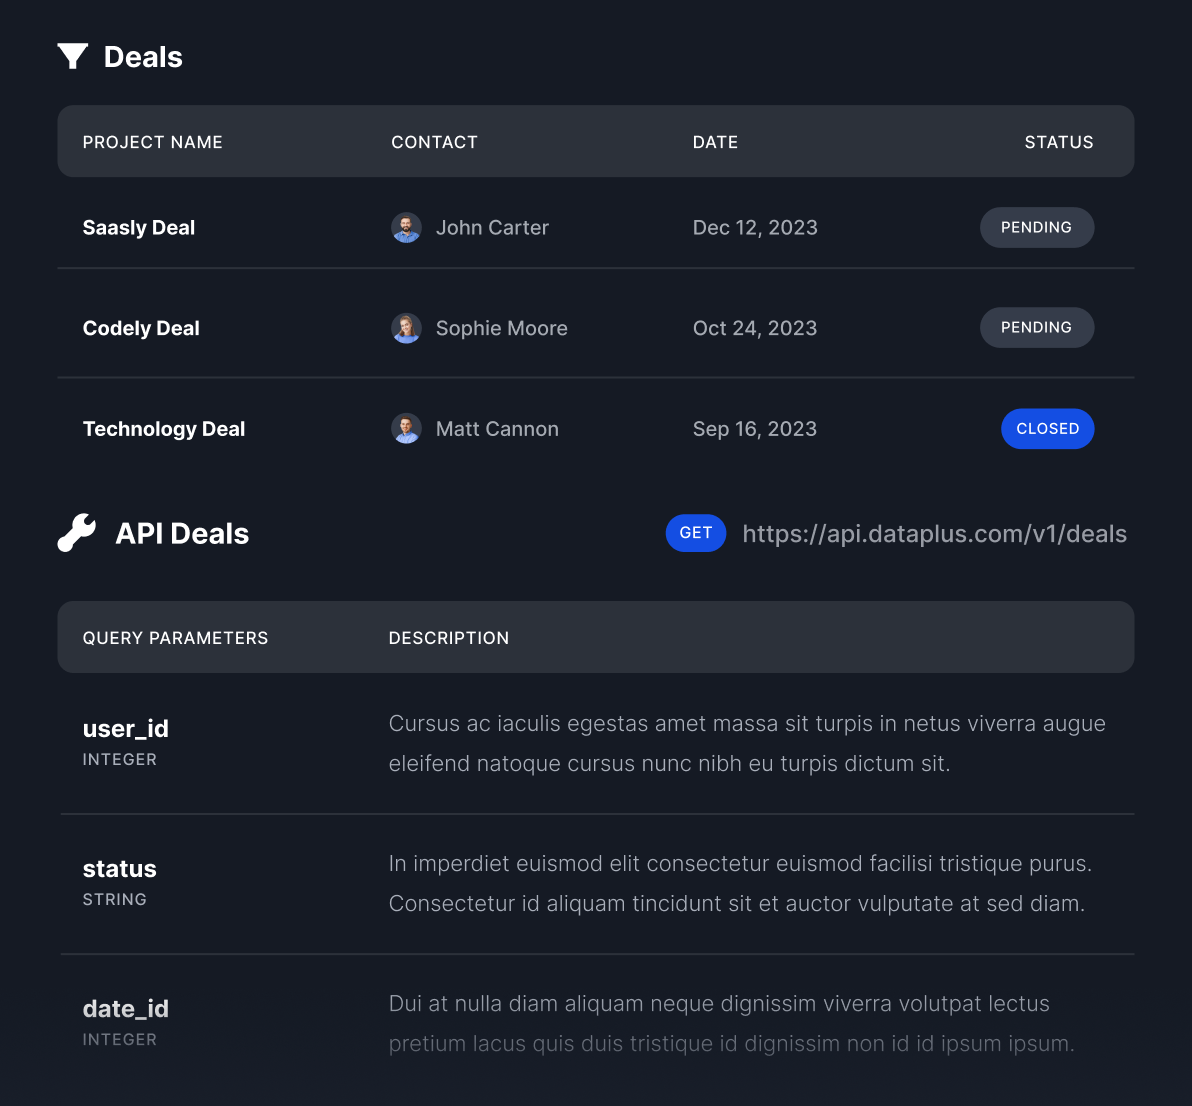 Deals
PROJECT NAME CONTACT DATE STATUS
Saasly Deal John Carter Dec 12, 2023 PENDING
Codely Deal Sophie Moore Oct 24, 2023 PENDING
Technology Deal Matt Cannon Sep 16, 2023 CLOSED
API Deals GET https://api.dataplus.com/v1/deals
QUERY PARAMETERS DESCRIPTION
user_id
INTEGER
Cursus ac iaculis egestas amet massa sit turpis in netus viverra augue
eleifend natoque cursus nunc nibh eu turpis dictum sit.
status
STRING
In imperdiet euismod elit consectetur euismod facilisi tristique purus.
Consectetur id aliquam tincidunt sit et auctor vulputate at sed diam.
date_id
INTEGER
Dui at nulla diam aliquam neque dignissim viverra volutpat lectus
pretium lacus quis duis tristique id dignissim non id id ipsum ipsum.